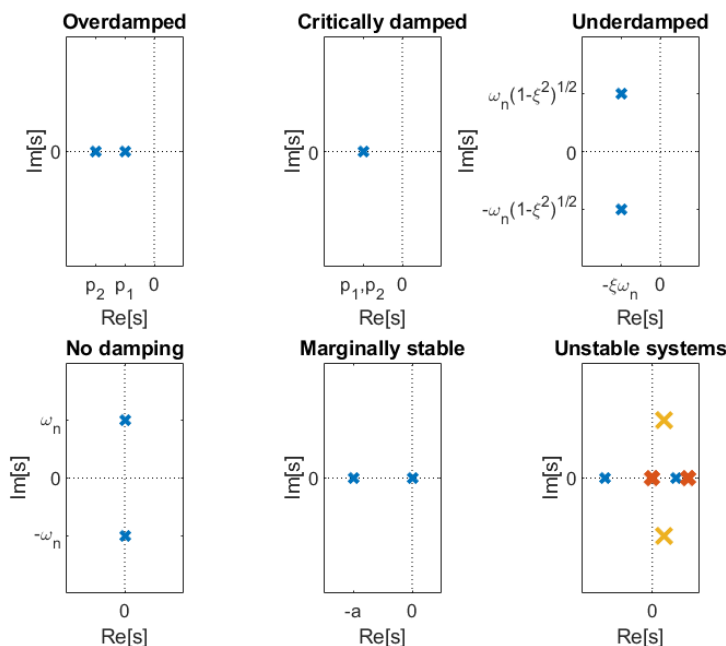 Overdamped
Im[s]
0
p₂ p₁ 0
Re[s]
Critically damped
Im[s]
0
p₁,p₂ 0
Re[s]
Underdamped
Im[s]
ωₙ(1-ξ²)^1/2
0
-ωₙ(1-ξ²)^1/2
-ξωₙ 0
Re[s]
No damping
Im[s]
ωₙ
0
-ωₙ
0
Re[s]
Marginally stable
Im[s]
0
-a 0
Re[s]
Unstable systems
Im[s]
0
0
Re[s]